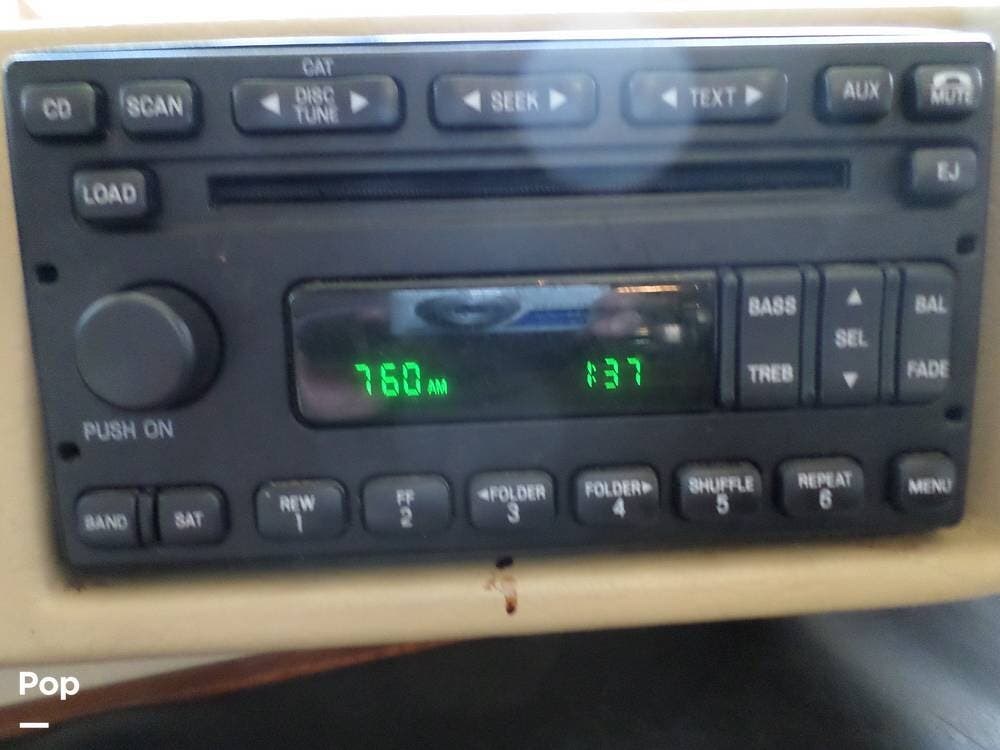 CAT
CD SCAN DISC TUNE SEEK TEXT AUX MUTE
LOAD EJ
BASS SEL BAL
760 AM 1:37
TREB FADE
PUSH ON
BAND SAT REW 1 FF 2 FOLDER 3 FOLDER 4 SHUFFLE 5 REPEAT 6 MENU
Pop